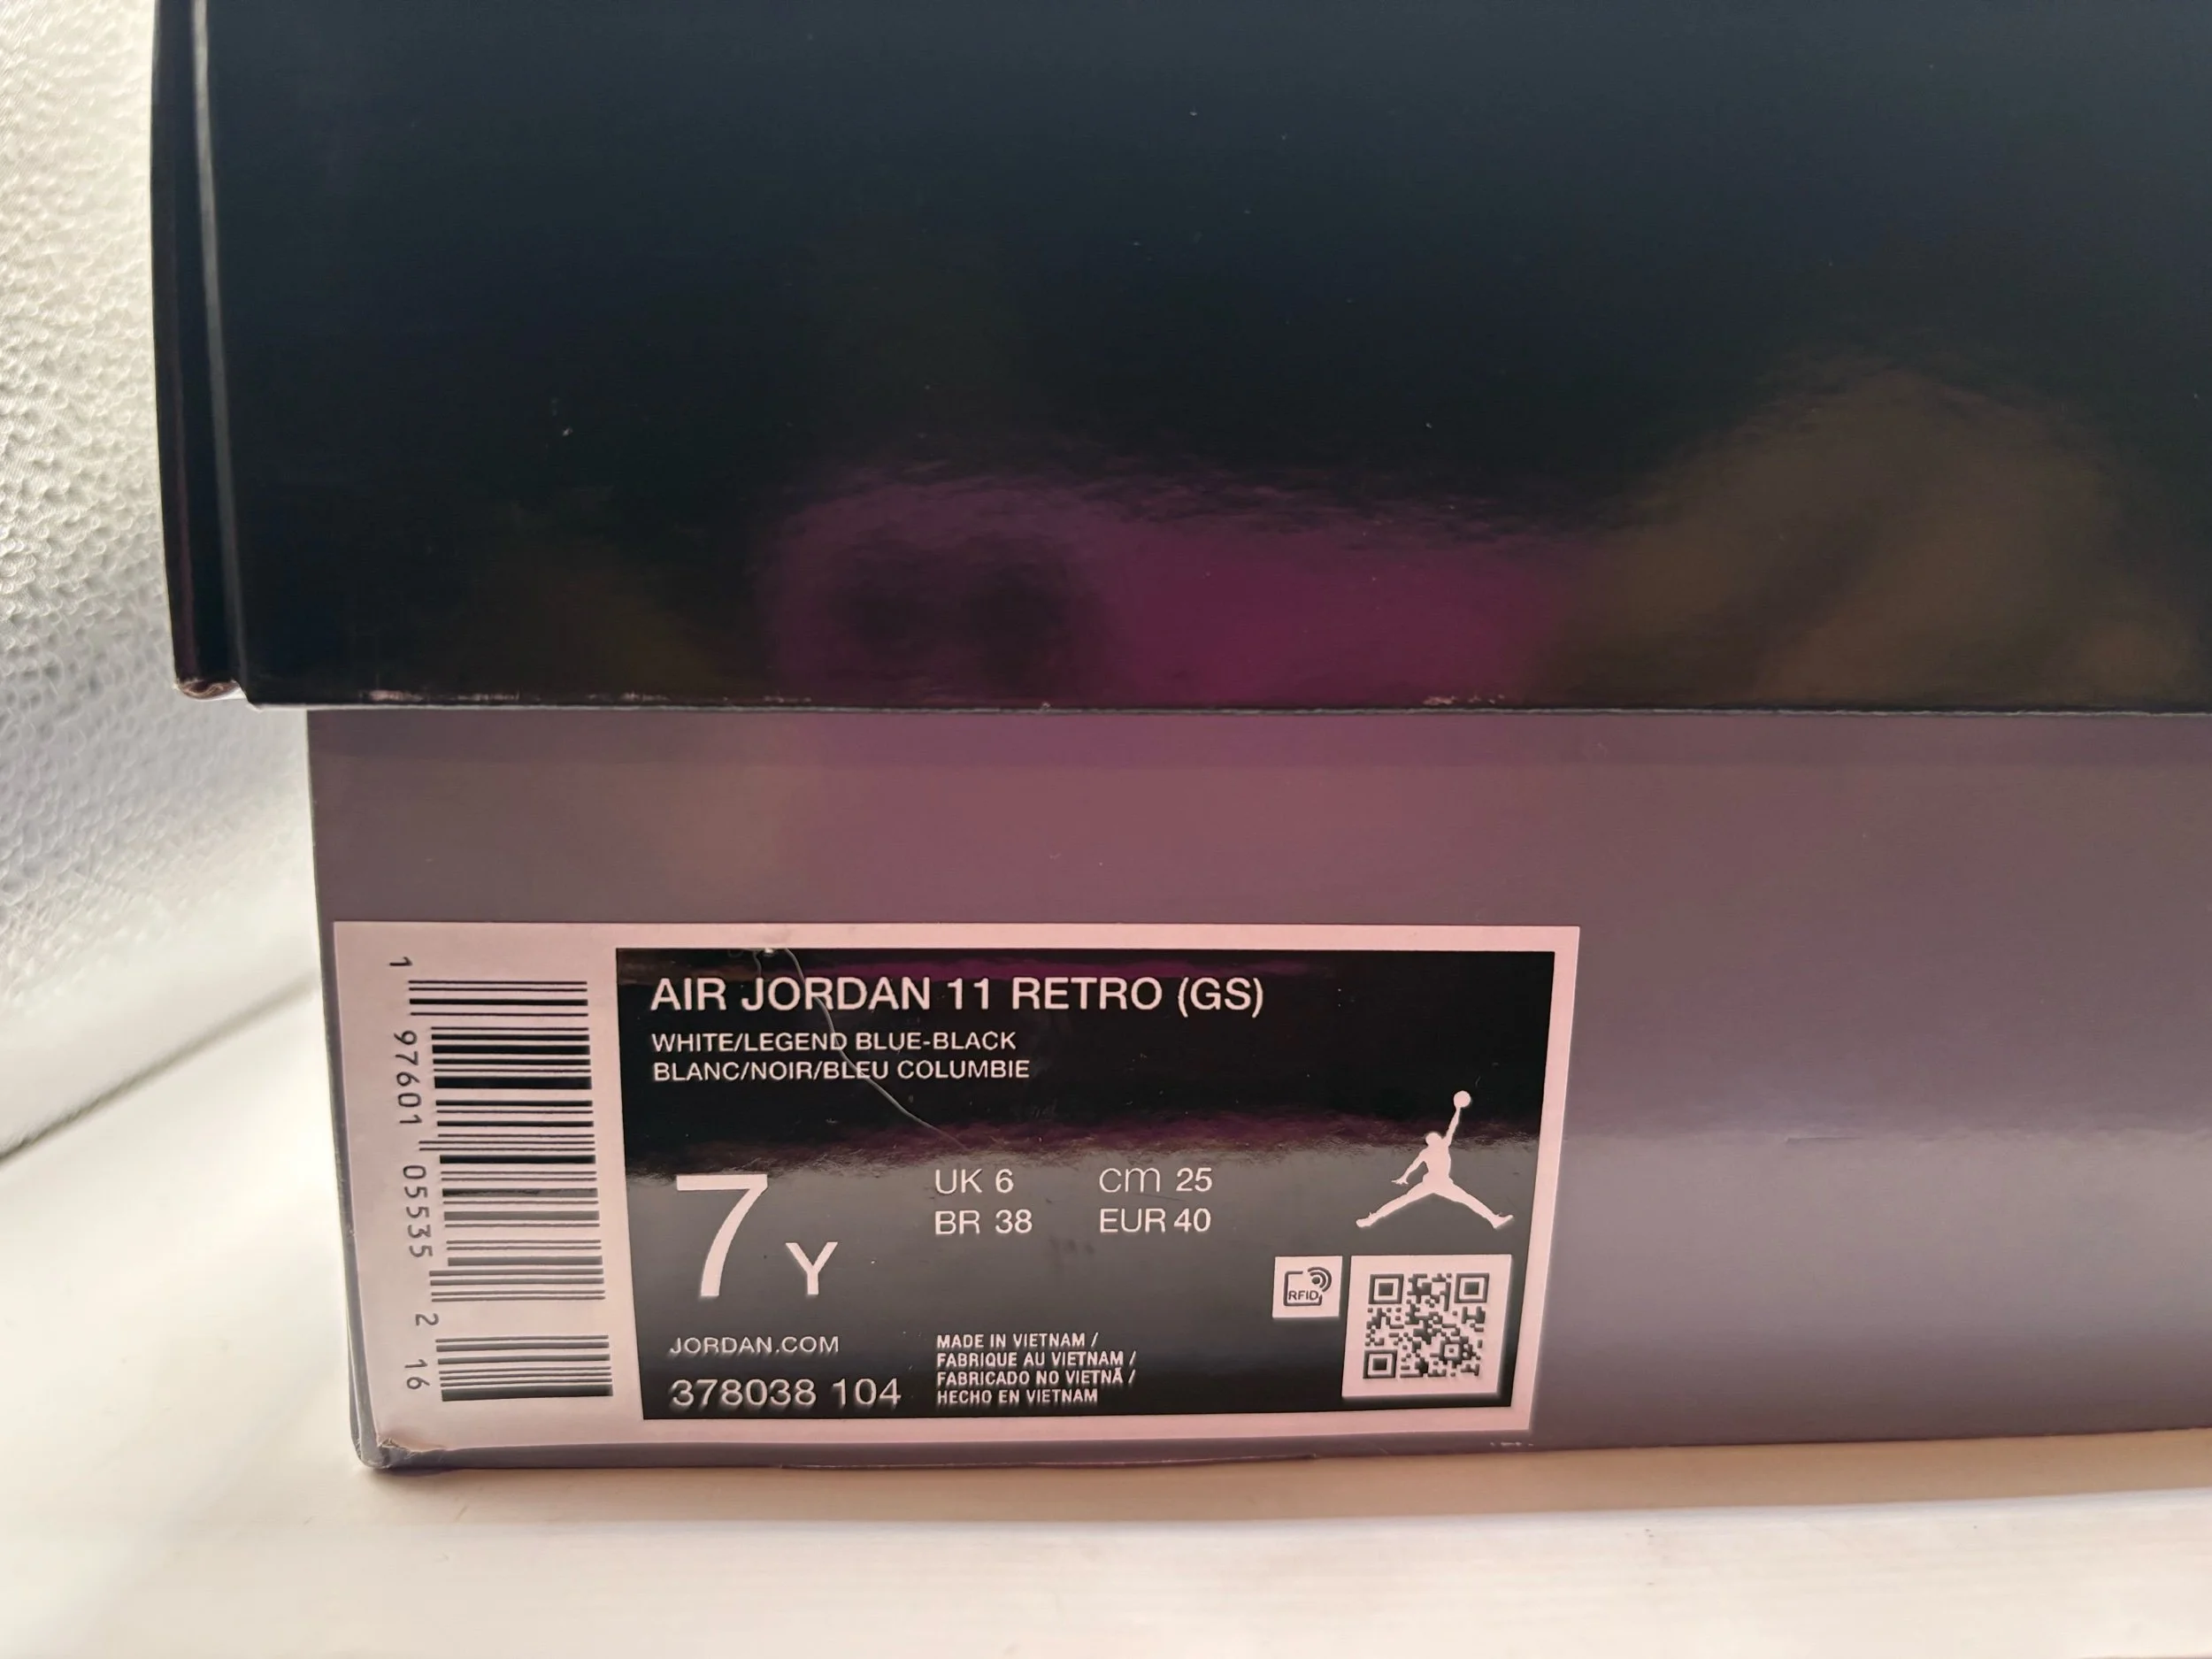 1 97601 05535 2 16
AIR JORDAN 11 RETRO (GS)
WHITE/LEGEND BLUE-BLACK
BLANC/NOIR/BLEU COLUMBIE
7 Y
UK 6 cm 25
BR 38 EUR 40
RFID
JORDAN.COM
378038 104
MADE IN VIETNAM /
FABRIQUE AU VIETNAM /
FABRICADO NO VIETNÃ /
HECHO EN VIETNAM